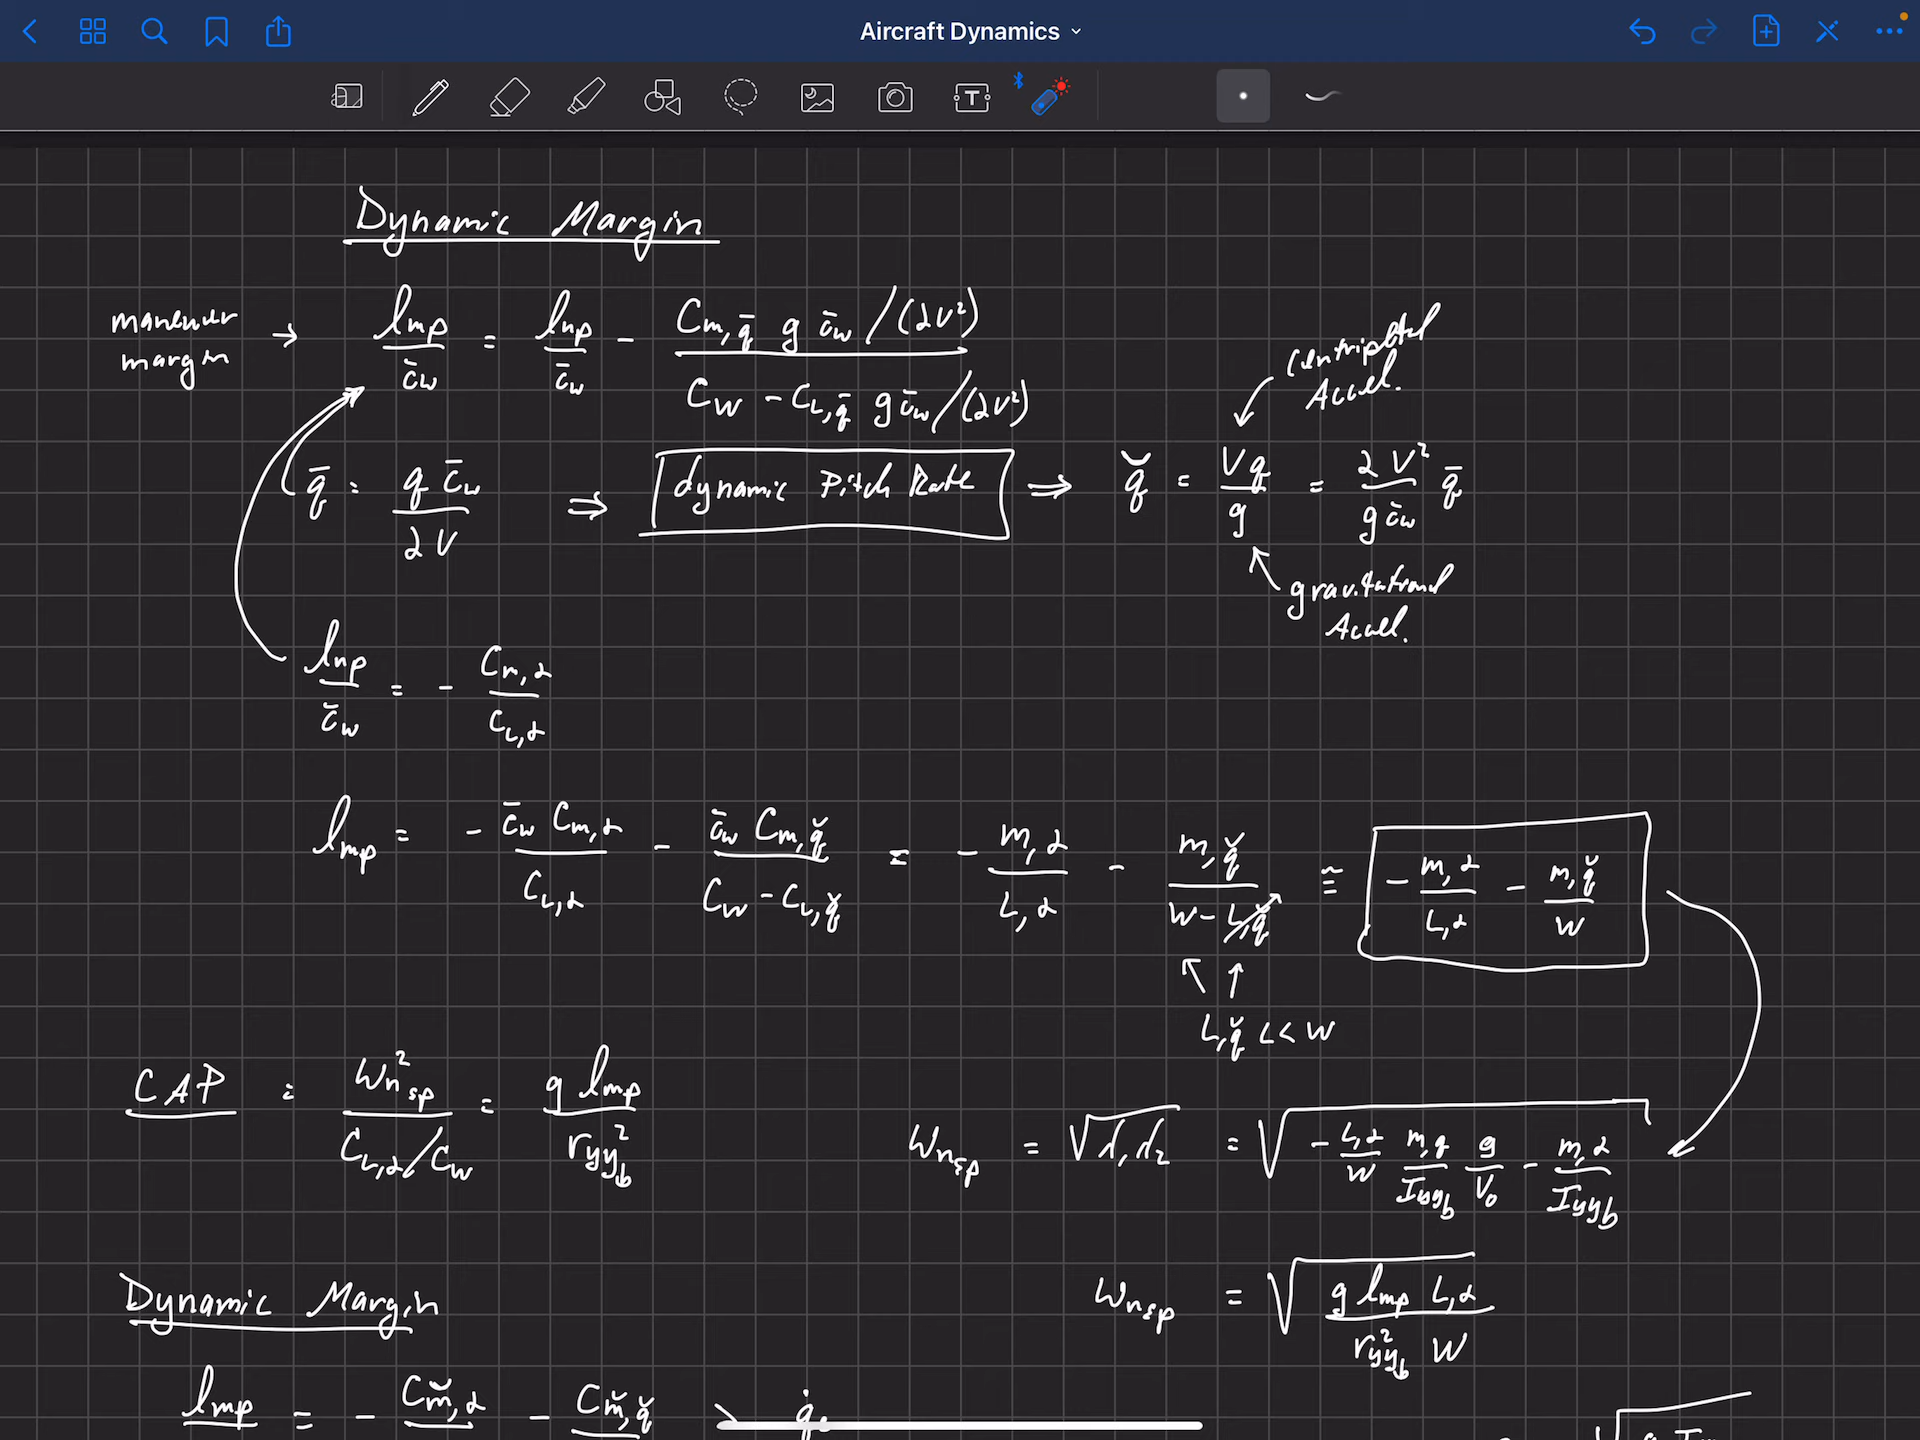 Aircraft Dynamics
Dynamic Margin
maneuver margin → l_mp/c̄_w = l_np/c̄_w - C_m,q̄ g c̄_w/(2V²) / (C_W - C_L,q̄ g c̄_w/(2V²))
centripetal Accel.
q̄ = q c̄_w / 2V ⇒ dynamic Pitch Rate ⇒ q̌ = Vq/g = 2V²/(g c̄_w) q̄
gravitational Accel.
l_np/c̄_w = - C_m,α / C_L,α
l_mp = - c̄_w C_m,α / C_L,α - c̄_w C_m,q̌ / (C_W - C_L,q̌) = - m,α / L,α - m,q̌ / (W - L,q̌) ≅ - m,α / L,α - m,q̌ / W
L,q̌ << W
CAP = ω_n_sp² / (C_L,α/C_W) = g l_mp / r_yy_b²
ω_n_sp = √(λ₁λ₂) = √(- L,α/W m,q/I_yy_b g/V₀ - m,α/I_yy_b)
ω_n_sp = √(g l_mp L,α / (r_yy_b² W))
Dynamic Margin
l_mp = - C_m̌,α - C_m̌,q̌